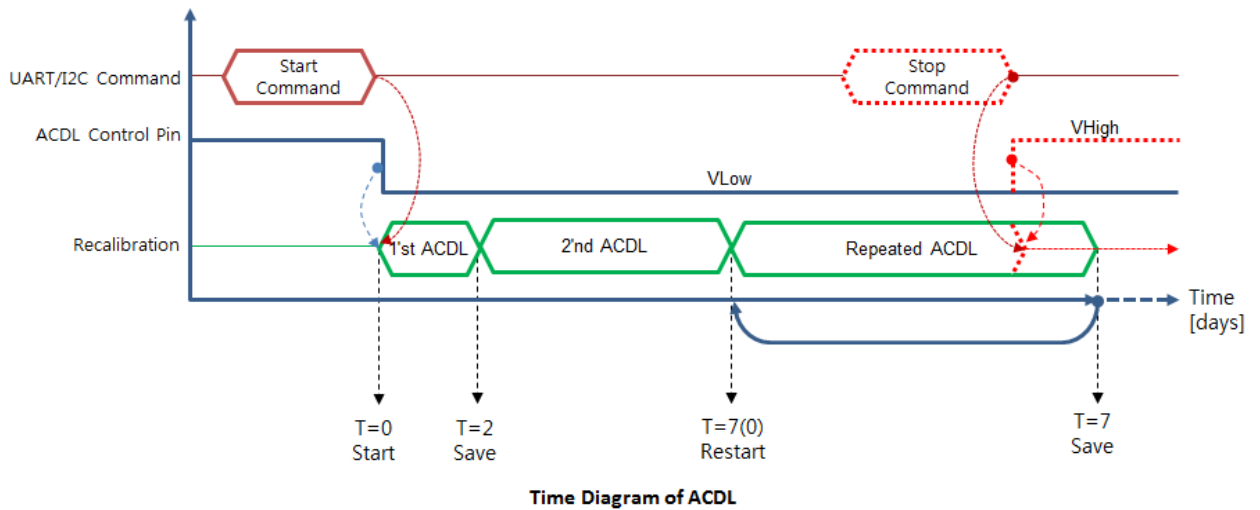 Start
Command
Stop
Command
UART/I2C Command
ACDL Control Pin
VHigh
VLow
Recalibration
1'st ACDL
2'nd ACDL
Repeated ACDL
Time
[days]
T=0
Start
T=2
Save
T=7(0)
Restart
T=7
Save
Time Diagram of ACDL